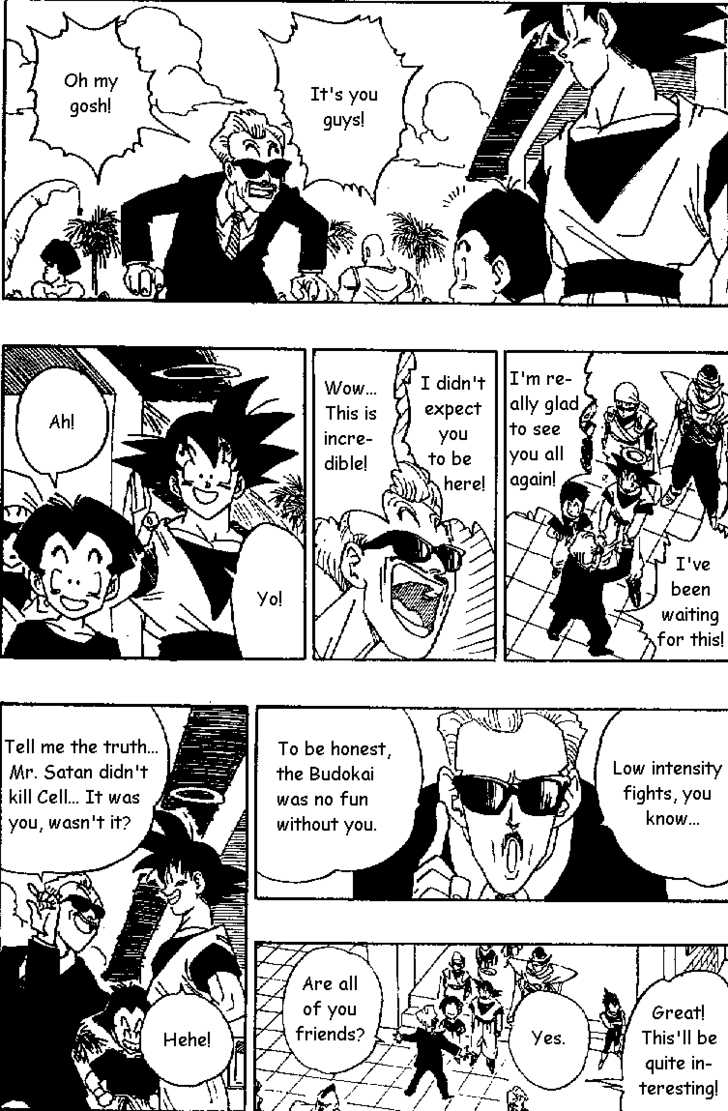 Oh my
gosh!
It's you
guys!
Ah!
Yo!
Wow...
This is
incre-
dible!
I didn't
expect
you
to be
here!
I'm re-
ally glad
to see
you all
again!
I've
been
waiting
for this!
Tell me the truth...
Mr. Satan didn't
kill Cell... It was
you, wasn't it?
Hehe!
To be honest,
the Budokai
was no fun
without you.
Low intensity
fights, you
know...
Are all
of you
friends?
Yes.
Great!
This'll be
quite in-
teresting!